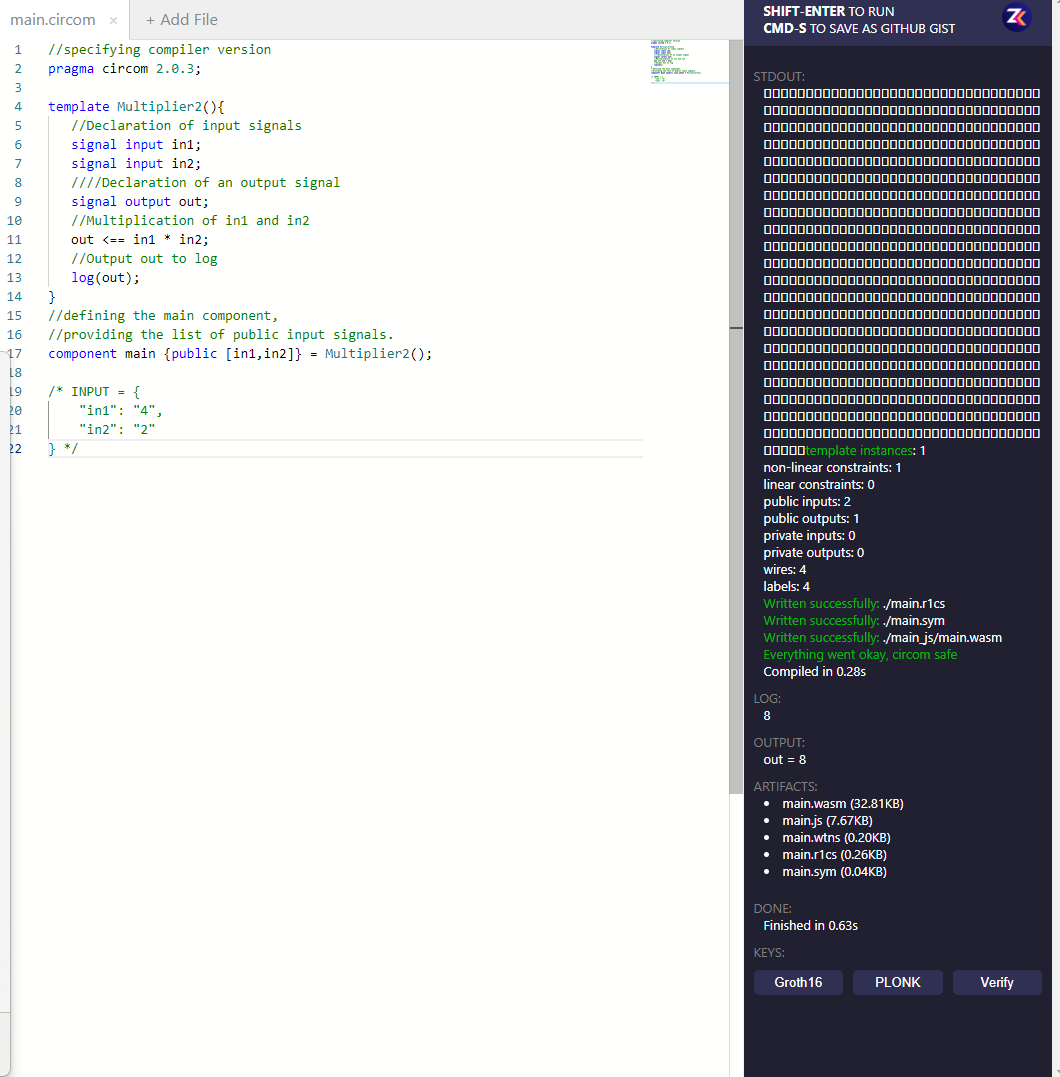 main.circom × + Add File
1 //specifying compiler version
2 pragma circom 2.0.3;
3
4 template Multiplier2(){
5 //Declaration of input signals
6 signal input in1;
7 signal input in2;
8 ////Declaration of an output signal
9 signal output out;
10 //Multiplication of in1 and in2
11 out <== in1 * in2;
12 //Output out to log
13 log(out);
14 }
15 //defining the main component,
16 //providing the list of public input signals.
17 component main {public [in1,in2]} = Multiplier2();
18
19 /* INPUT = {
20 "in1": "4",
21 "in2": "2"
22 } */
SHIFT-ENTER TO RUN
CMD-S TO SAVE AS GITHUB GIST
STDOUT:
template instances: 1
non-linear constraints: 1
linear constraints: 0
public inputs: 2
public outputs: 1
private inputs: 0
private outputs: 0
wires: 4
labels: 4
Written successfully: ./main.r1cs
Written successfully: ./main.sym
Written successfully: ./main_js/main.wasm
Everything went okay, circom safe
Compiled in 0.28s
LOG:
8
OUTPUT:
out = 8
ARTIFACTS:
• main.wasm (32.81KB)
• main.js (7.67KB)
• main.wtns (0.20KB)
• main.r1cs (0.26KB)
• main.sym (0.04KB)
DONE:
Finished in 0.63s
KEYS:
Groth16 PLONK Verify